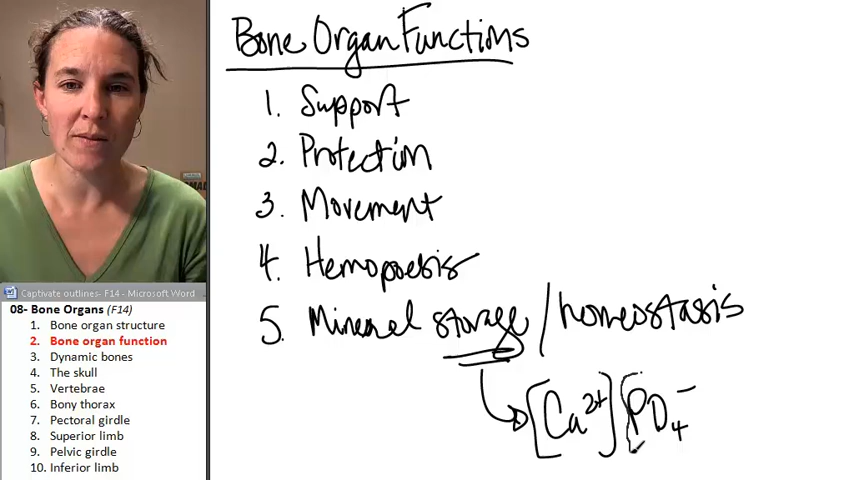 Bone Organ Functions
1. Support
2. Protection
3. Movement
4. Hemopoesis
5. Mineral storage / homeostasis
[Ca²⁺] [PO₄⁻
Captivate outlines- F14 - Microsoft Word
08- Bone Organs (F14)
1. Bone organ structure
2. Bone organ function
3. Dynamic bones
4. The skull
5. Vertebrae
6. Bony thorax
7. Pectoral girdle
8. Superior limb
9. Pelvic girdle
10. Inferior limb